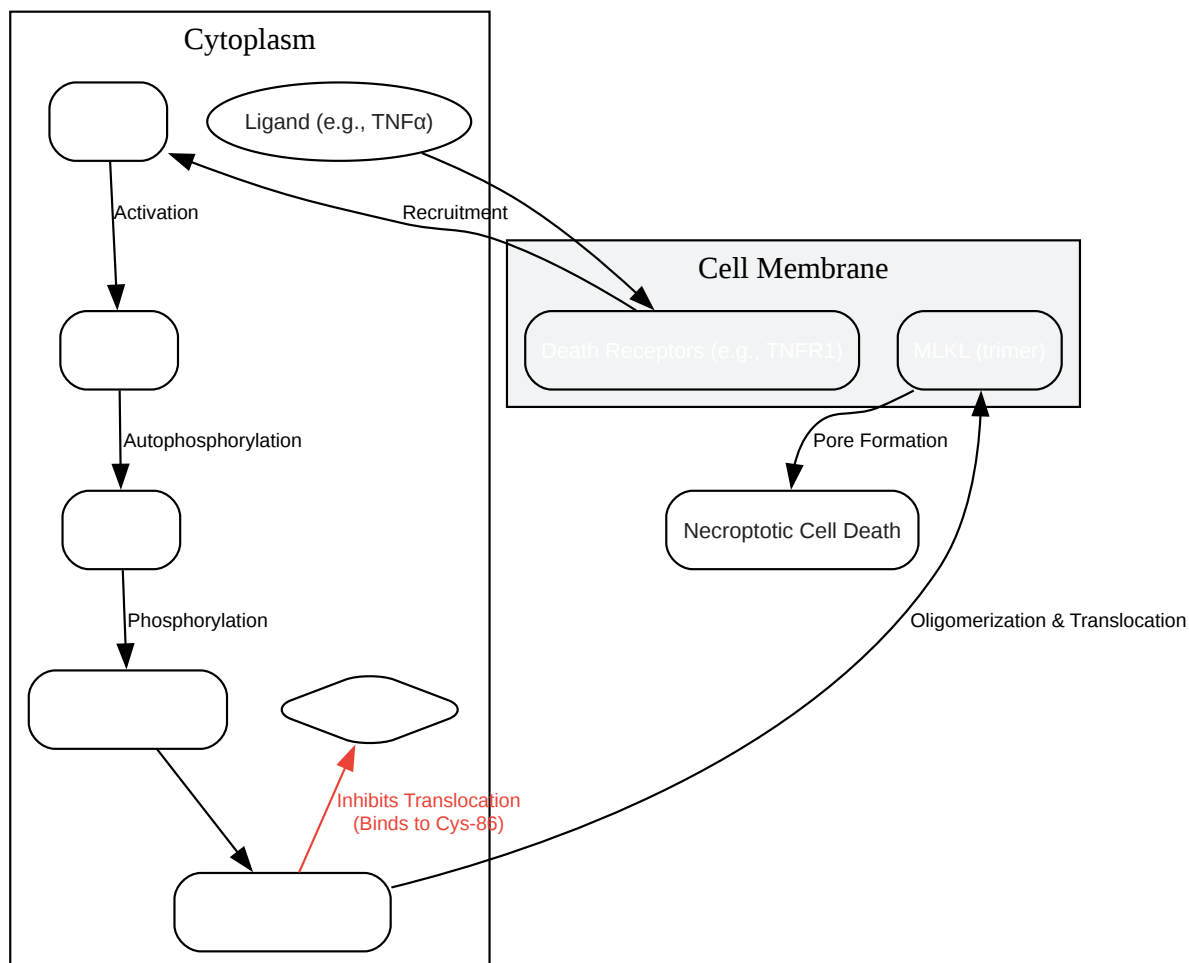 Cytoplasm
Ligand (e.g., TNFα)
Activation
Recruitment
Cell Membrane
Death Receptors (e.g., TNFR1)
MLKL (trimer)
Autophosphorylation
Pore Formation
Necroptotic Cell Death
Phosphorylation
Oligomerization & Translocation
Inhibits Translocation
(Binds to Cys-86)